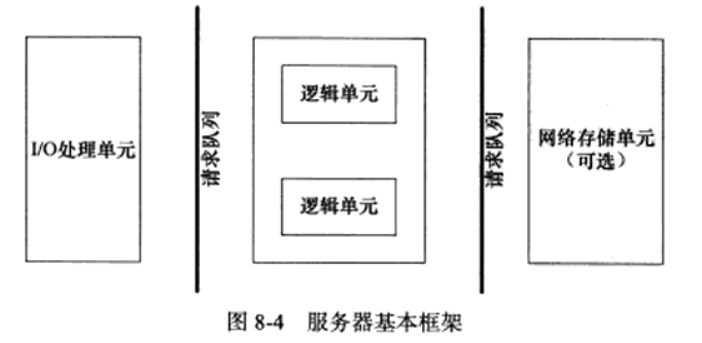 I/O处理单元
请求队列
逻辑单元
逻辑单元
请求队列
网络存储单元
（可选）
图 8-4 服务器基本框架